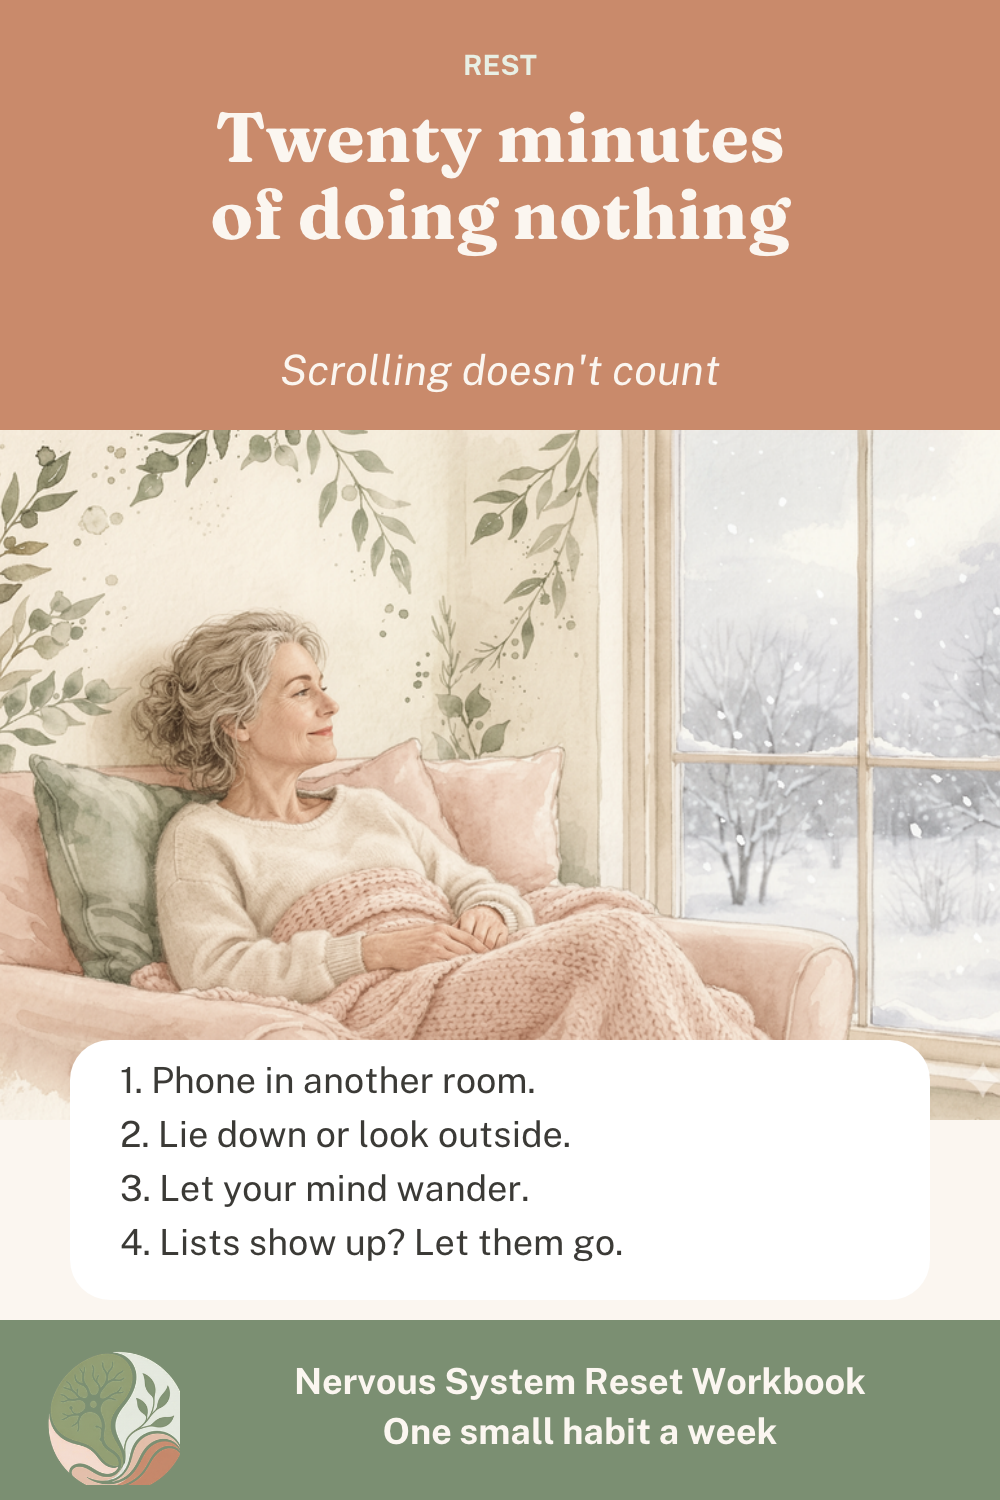 REST
Twenty minutes
of doing nothing
Scrolling doesn't count
1. Phone in another room.
2. Lie down or look outside.
3. Let your mind wander.
4. Lists show up? Let them go.
Nervous System Reset Workbook
One small habit a week